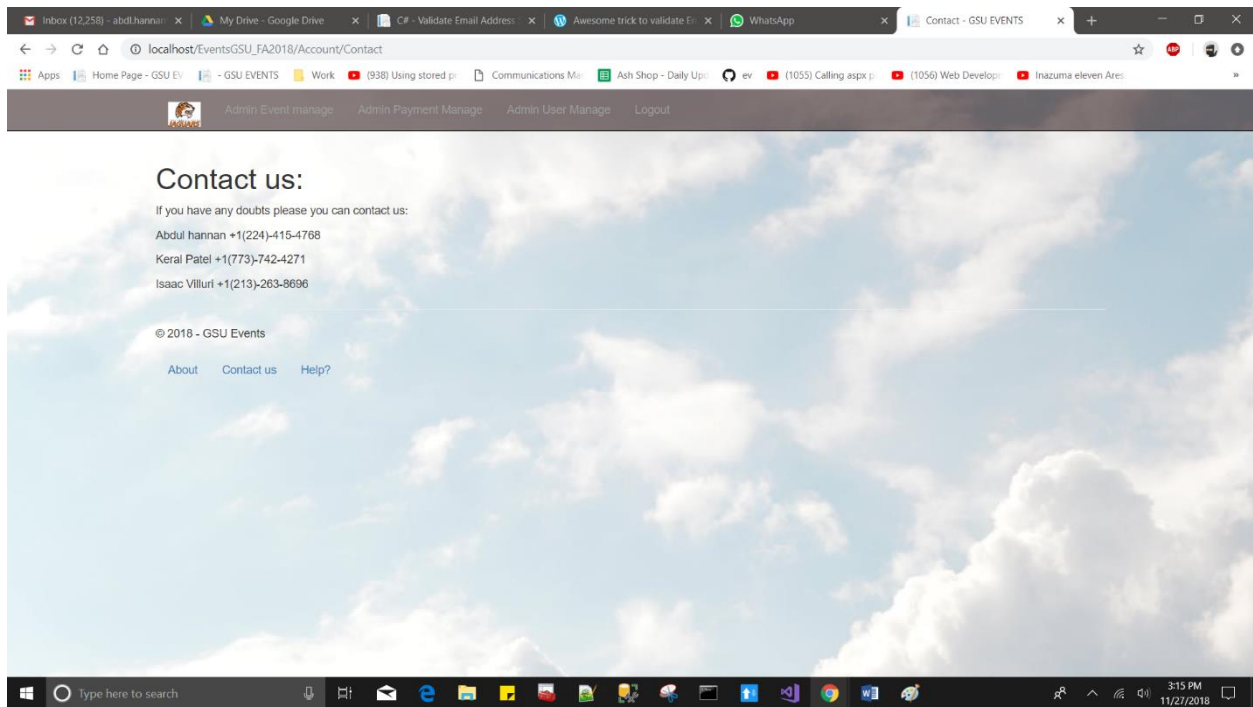 Inbox (12,258) - abdl.hannan
My Drive - Google Drive
C# - Validate Email Address
Awesome trick to validate Em
WhatsApp
Contact - GSU EVENTS
localhost/EventsGSU_FA2018/Account/Contact
ABP
Apps
Home Page - GSU EV
- GSU EVENTS
Work
(938) Using stored pr
Communications Ma
Ash Shop - Daily Upd
ev
(1055) Calling aspx p
(1056) Web Developr
Inazuma eleven Ares
»
JAGUARS
Admin Event manage
Admin Payment Manage
Admin User Manage
Logout
Contact us:
If you have any doubts please you can contact us:
Abdul hannan +1(224)-415-4768
Keral Patel +1(773)-742-4271
Isaac Villuri +1(213)-263-8696
© 2018 - GSU Events
About Contact us Help?
Type here to search
3:15 PM
11/27/2018